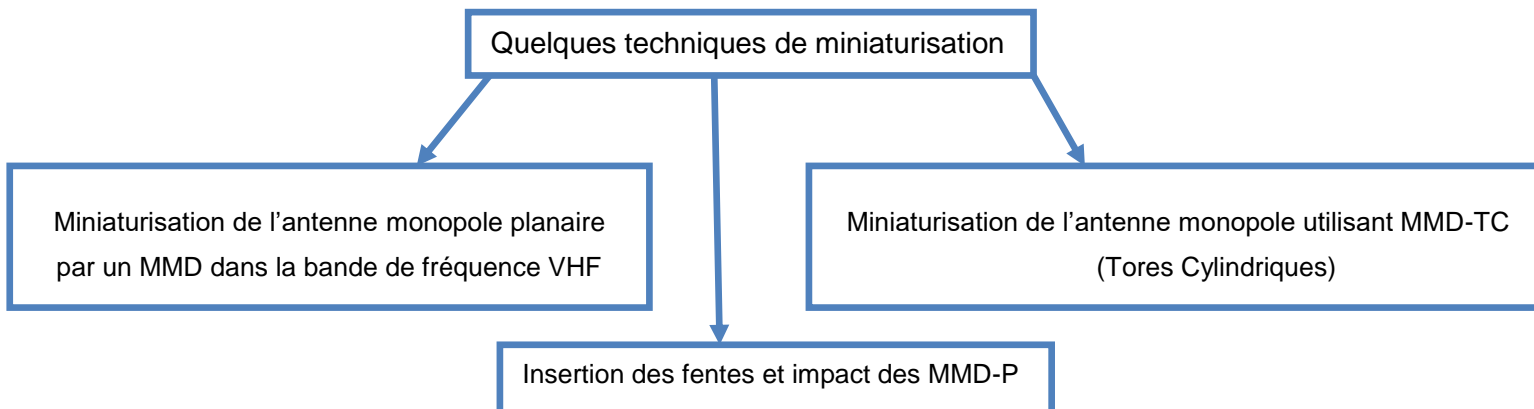 Quelques techniques de miniaturisation
Miniaturisation de l’antenne monopole planaire
par un MMD dans la bande de fréquence VHF
Miniaturisation de l’antenne monopole utilisant MMD-TC
(Tores Cylindriques)
Insertion des fentes et impact des MMD-P